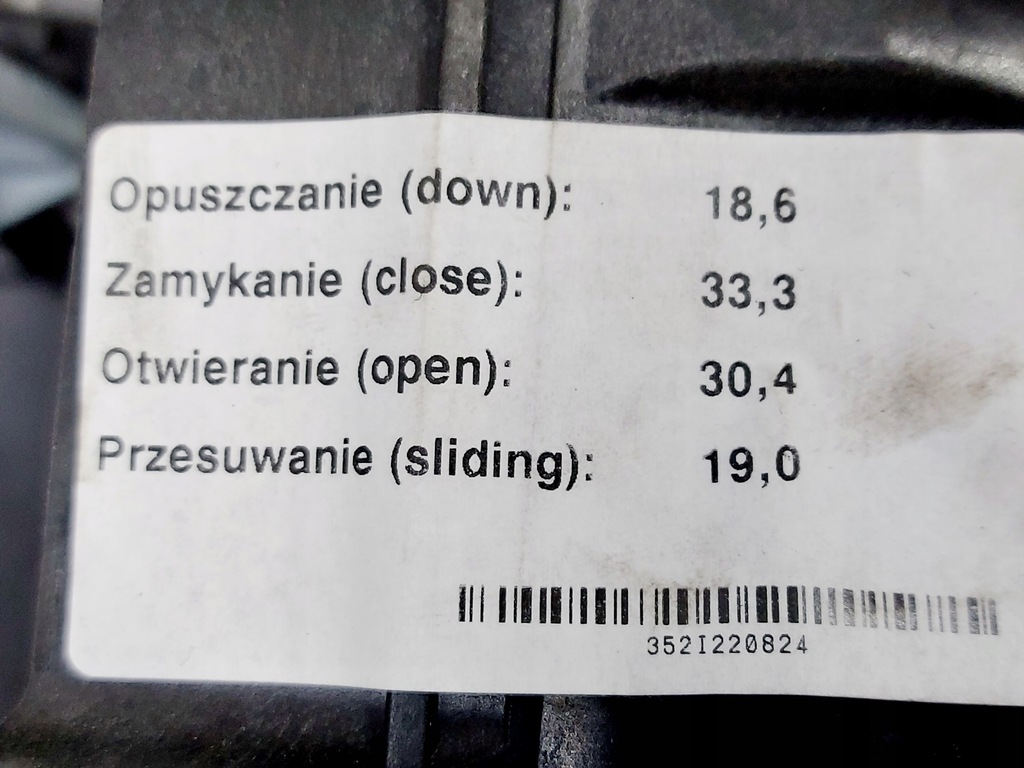 Opuszczanie (down): 18,6
Zamykanie (close): 33,3
Otwieranie (open): 30,4
Przesuwanie (sliding): 19,0
352I220824